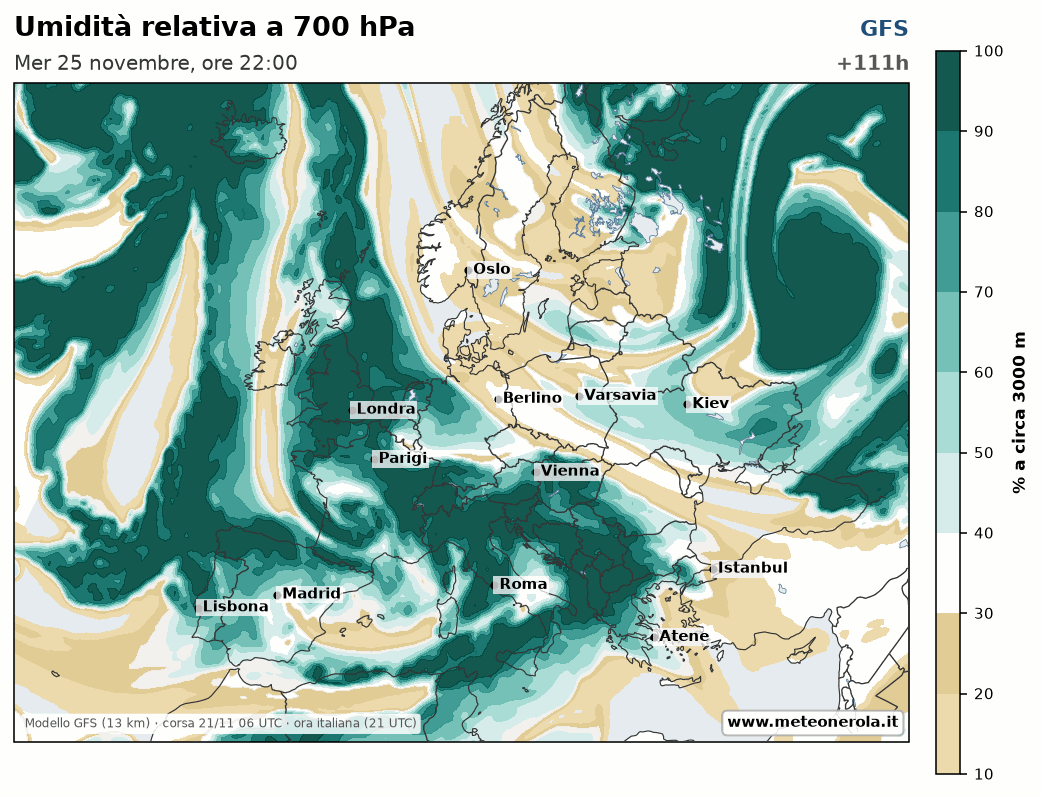 Umidità relativa a 700 hPa
GFS
Mer 25 novembre, ore 22:00
+111h
100
90
80
70
60
50
40
30
20
10
% a circa 3000 m
Oslo
Berlino
Varsavia
Kiev
Londra
Parigi
Vienna
Istanbul
Roma
Madrid
Lisbona
Atene
Modello GFS (13 km) · corsa 21/11 06 UTC · ora italiana (21 UTC)
www.meteonerola.it